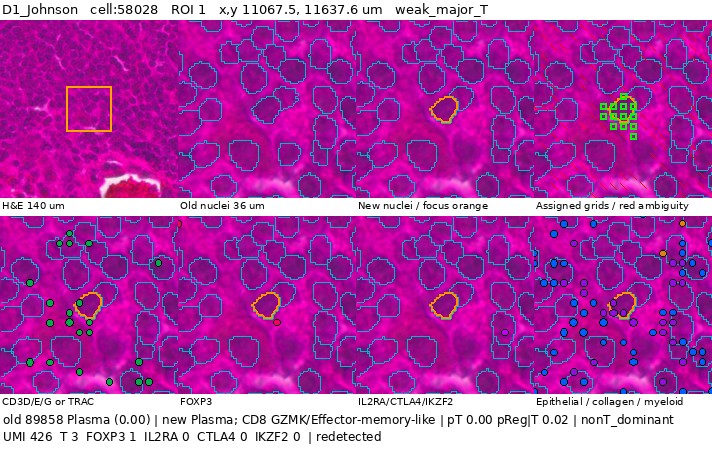 D1_Johnson cell:58028 ROI 1 x,y 11067.5, 11637.6 um weak_major_T
H&E 140 um
Old nuclei 36 um
New nuclei / focus orange
Assigned grids / red ambiguity
CD3D/E/G or TRAC
FOXP3
IL2RA/CTLA4/IKZF2
Epithelial / collagen / myeloid
old 89858 Plasma (0.00) | new Plasma; CD8 GZMK/Effector-memory-like | pT 0.00 pReg|T 0.02 | nonT_dominant
UMI 426 T 3 FOXP3 1 IL2RA 0 CTLA4 0 IKZF2 0 | redetected